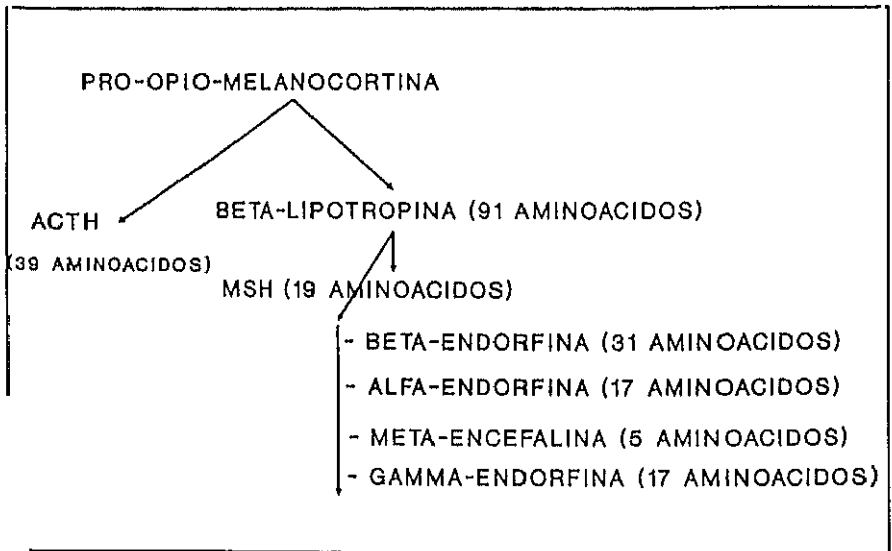 PRO-OPIO-MELANOCORTINA
ACTH
BETA-LIPOTROPINA (91 AMINOACIDOS)
(39 AMINOACIDOS)
MSH (19 AMINOACIDOS)
- BETA-ENDORFINA (31 AMINOACIDOS)
- ALFA-ENDORFINA (17 AMINOACIDOS)
- META-ENCEFALINA (5 AMINOACIDOS)
- GAMMA-ENDORFINA (17 AMINOACIDOS)